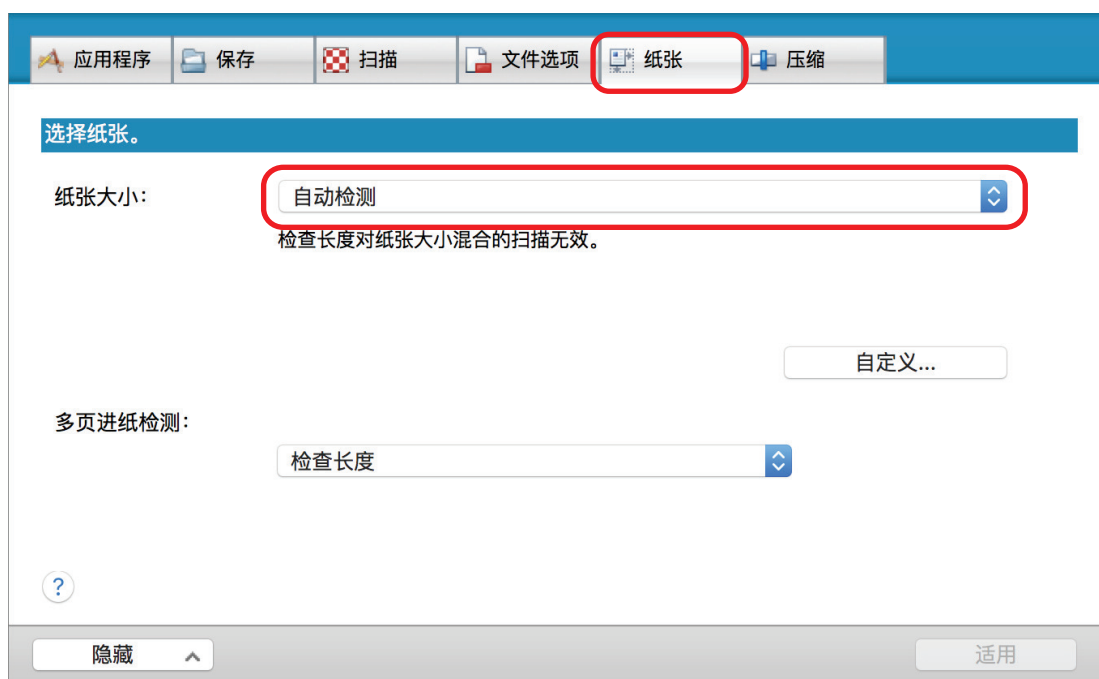 应用程序 保存 扫描 文件选项 纸张 压缩
选择纸张。
纸张大小： 自动检测
检查长度对纸张大小混合的扫描无效。
自定义...
多页进纸检测：
检查长度
?
隐藏 适用